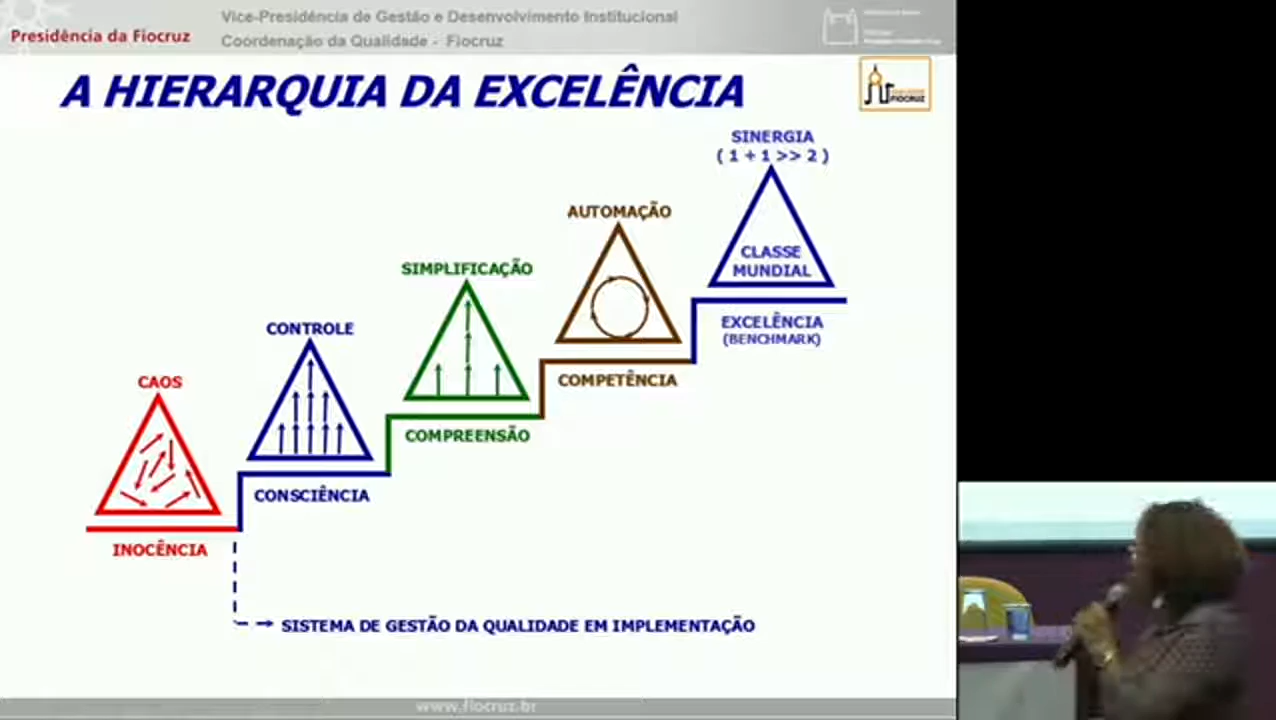 Vice-Presidência de Gestão e Desenvolvimento Institucional
Presidência da Fiocruz
Coordenação da Qualidade - Fiocruz
A HIERARQUIA DA EXCELÊNCIA
FIOCRUZ
SINERGIA
( 1 + 1 >> 2 )
AUTOMAÇÃO
CLASSE
MUNDIAL
SIMPLIFICAÇÃO
EXCELÊNCIA
(BENCHMARK)
CONTROLE
COMPETÊNCIA
CAOS
COMPREENSÃO
CONSCIÊNCIA
INOCÊNCIA
SISTEMA DE GESTÃO DA QUALIDADE EM IMPLEMENTAÇÃO
www.fiocruz.br